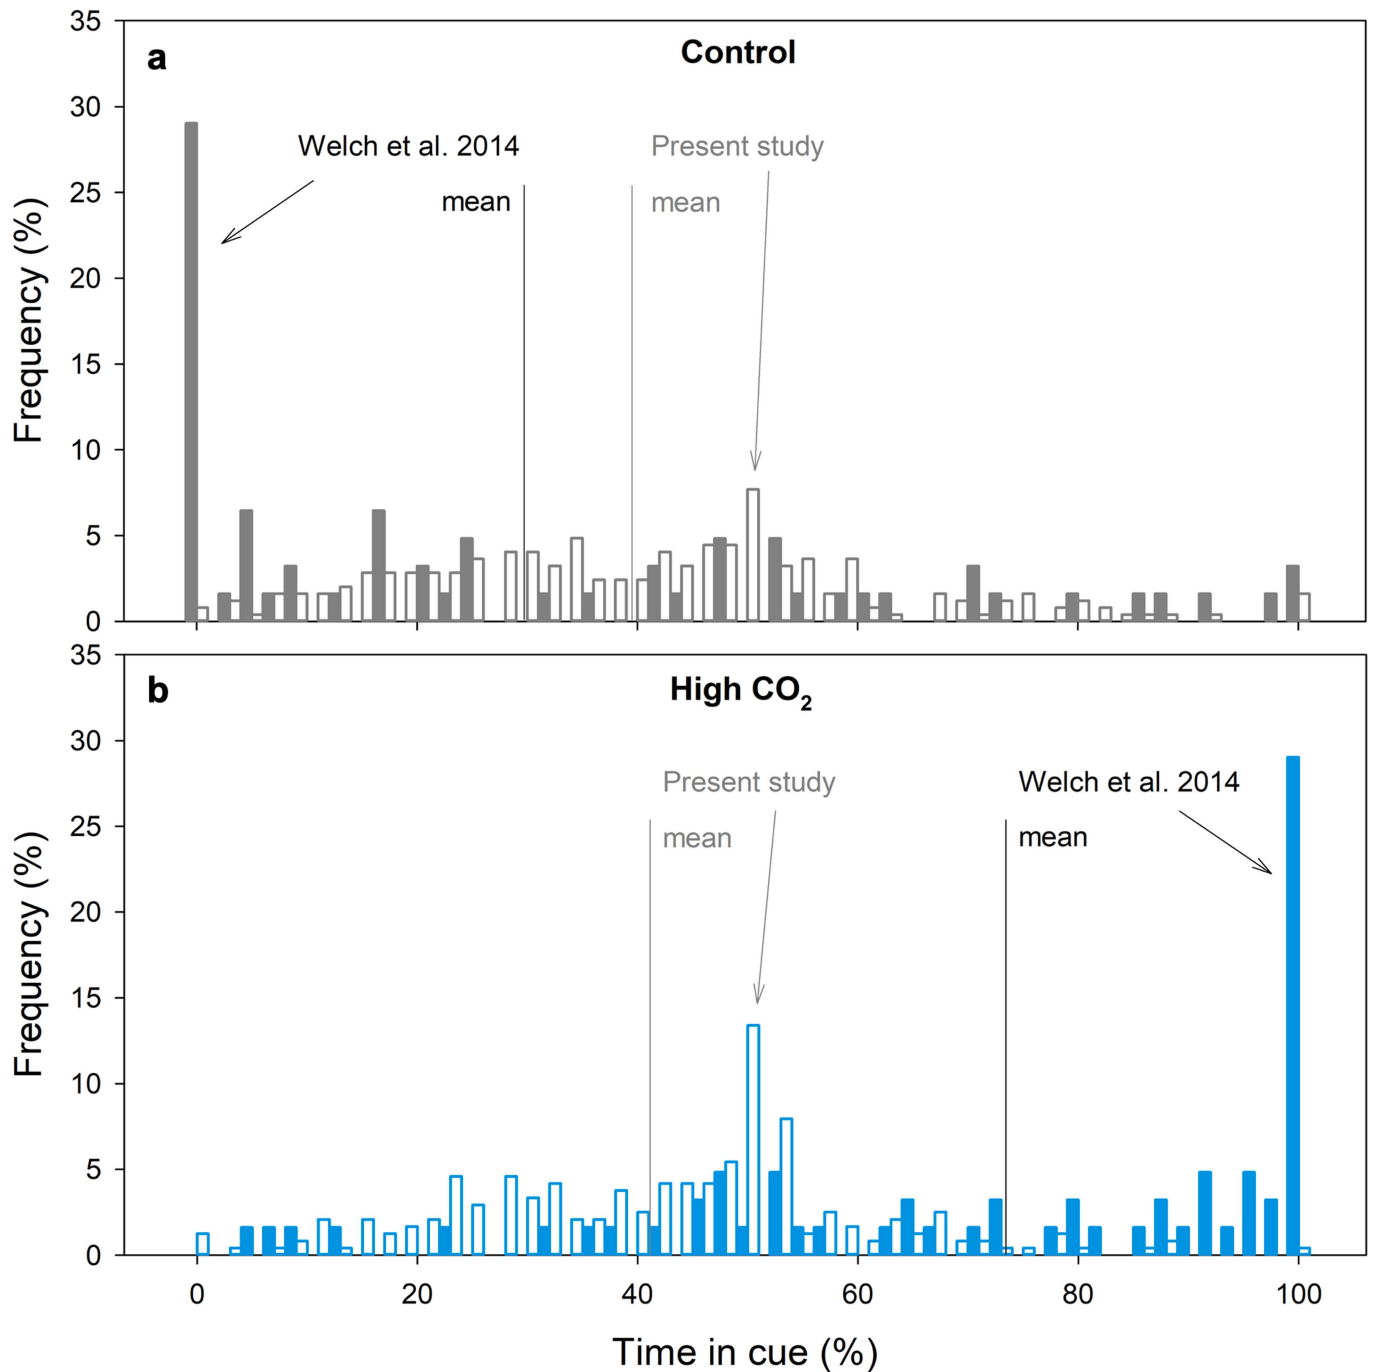 35
a
Control
30
Welch et al. 2014
Present study
25
mean
mean
20
15
10
5
0
Frequency (%)
35
b
High CO₂
30
Present study
Welch et al. 2014
25
mean
mean
20
15
10
5
0
Frequency (%)
0 20 40 60 80 100
Time in cue (%)